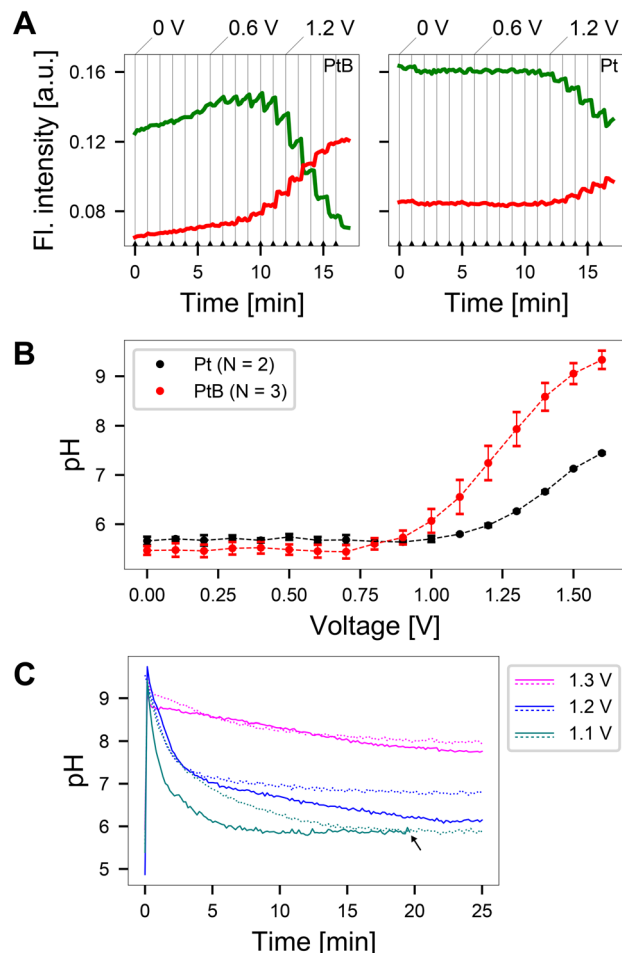 A
0 V 0.6 V 1.2 V 0 V 0.6 V 1.2 V
PtB Pt
Fl. intensity [a.u.]
0.16
0.12
0.08
0 5 10 15 0 5 10 15
Time [min] Time [min]
B
Pt (N = 2)
PtB (N = 3)
pH
9
8
7
6
0.00 0.25 0.50 0.75 1.00 1.25 1.50
Voltage [V]
C
1.3 V
1.2 V
1.1 V
pH
9
8
7
6
5
0 5 10 15 20 25
Time [min]